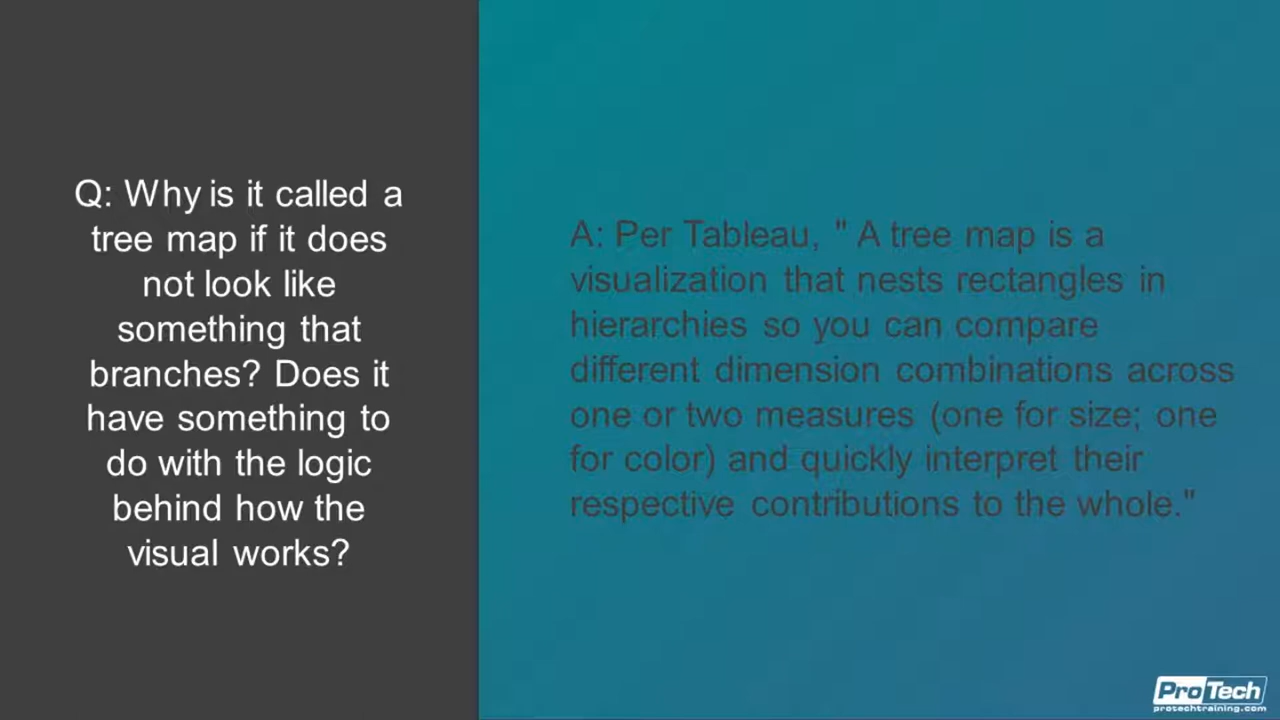 Q: Why is it called a
tree map if it does
not look like
something that
branches? Does it
have something to
do with the logic
behind how the
visual works?
A: Per Tableau, " A tree map is a
visualization that nests rectangles in
hierarchies so you can compare
different dimension combinations across
one or two measures (one for size; one
for color) and quickly interpret their
respective contributions to the whole."
ProTech
protechtraining.com